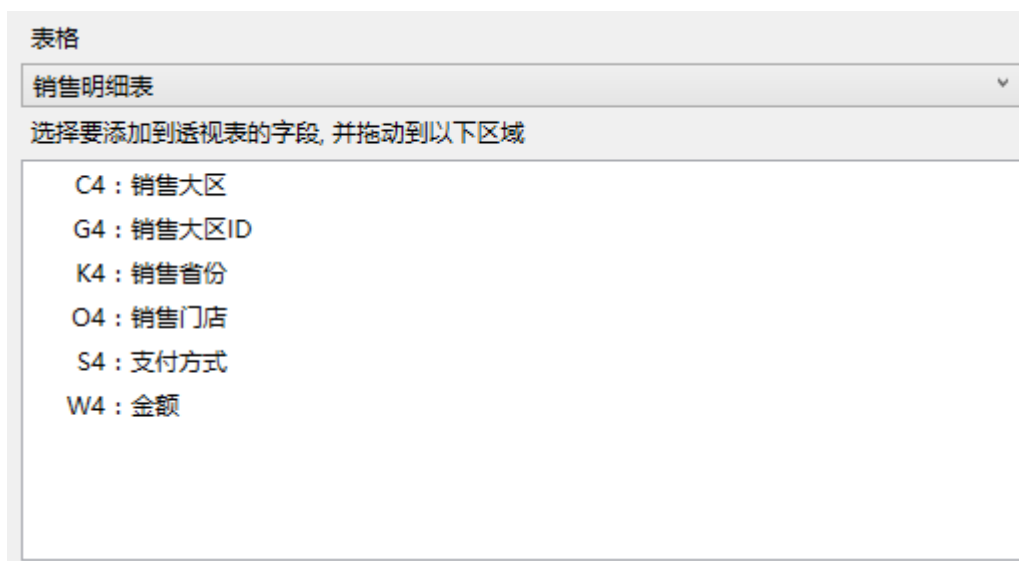 表格
销售明细表
选择要添加到透视表的字段, 并拖动到以下区域
C4：销售大区
G4：销售大区ID
K4：销售省份
O4：销售门店
S4：支付方式
W4：金额